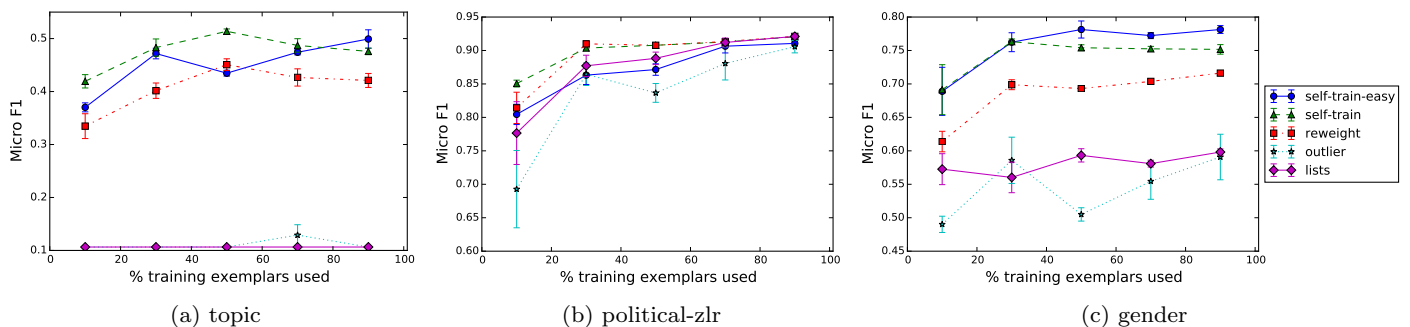 Micro F1
0.5
0.4
0.3
0.2
0.1
0 20 40 60 80 100
% training exemplars used
(a) topic
Micro F1
0.95
0.90
0.85
0.80
0.75
0.70
0.65
0.60
0 20 40 60 80 100
% training exemplars used
(b) political-zlr
Micro F1
0.80
0.75
0.70
0.65
0.60
0.55
0.50
0.45
0 20 40 60 80 100
% training exemplars used
(c) gender
self-train-easy
self-train
reweight
outlier
lists